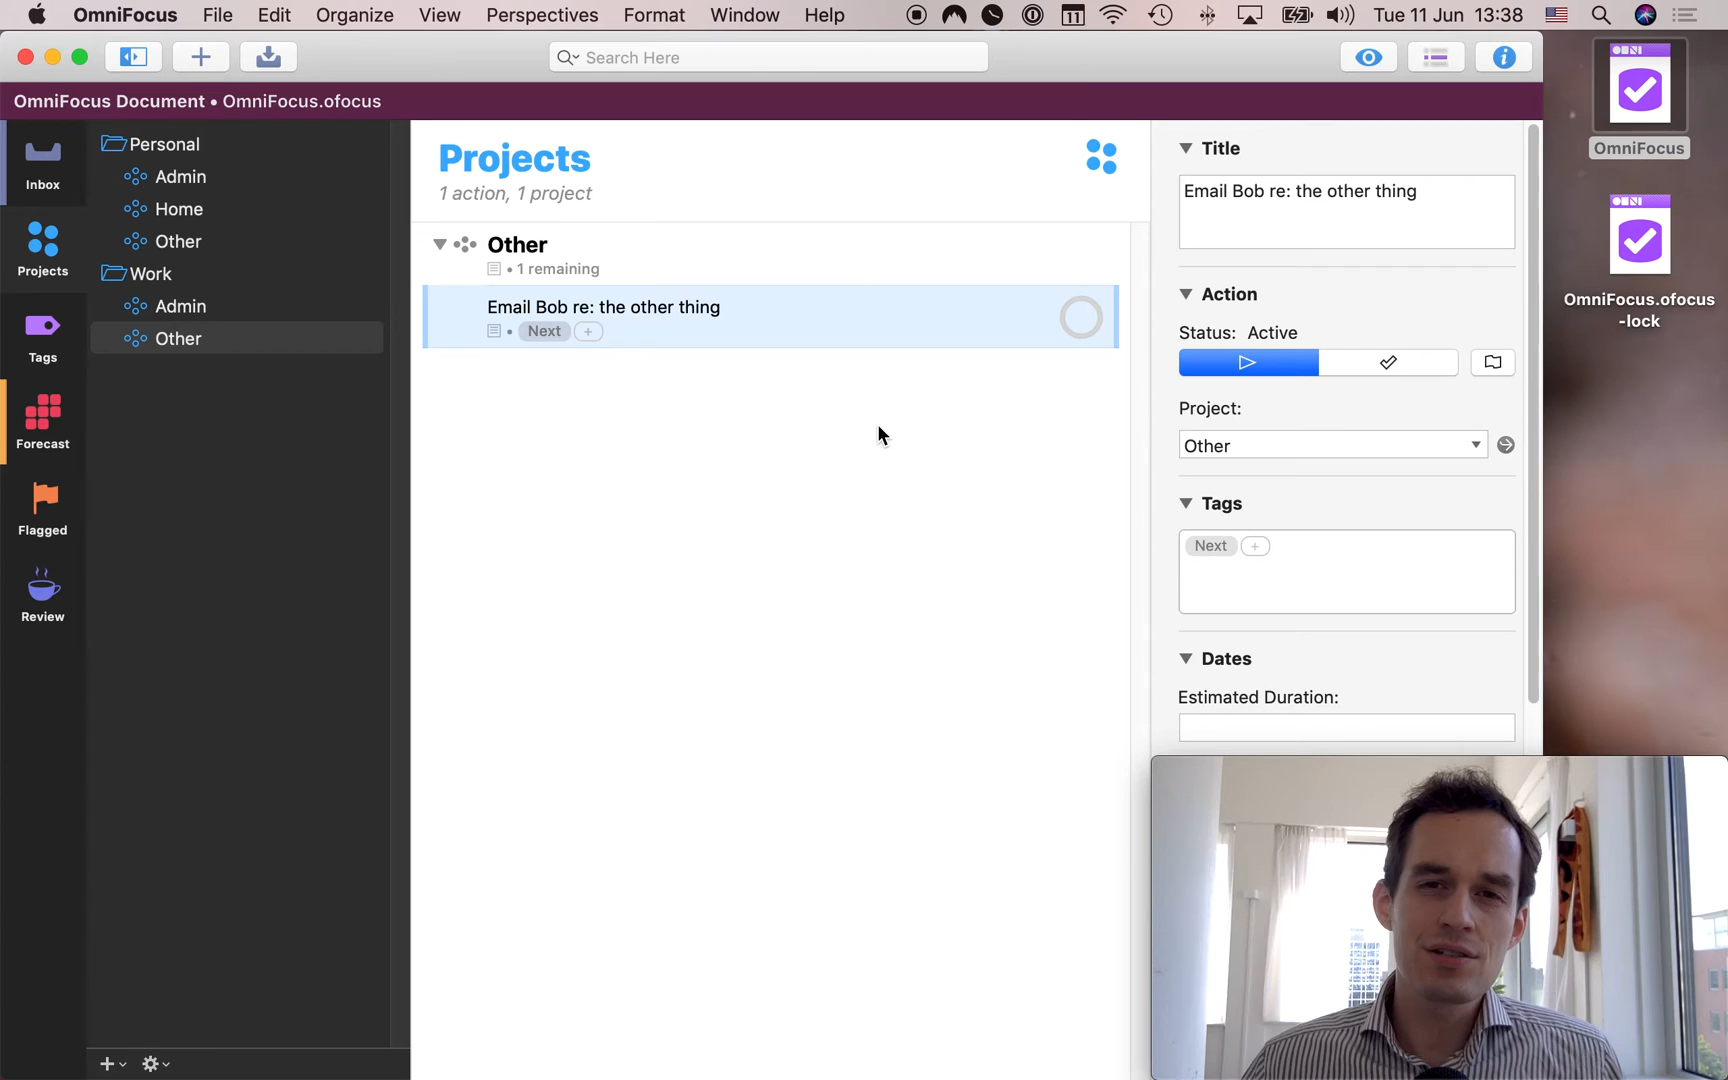 OmniFocus File Edit Organize View Perspectives Format Window Help 11 Tue 11 Jun 13:38
Search Here
OmniFocus Document • OmniFocus.ofocus
Inbox
Projects
Tags
Forecast
Flagged
Review
Personal
Admin
Home
Other
Work
Admin
Other
Projects
1 action, 1 project
Other
• 1 remaining
Email Bob re: the other thing
• Next +
Title
Email Bob re: the other thing
Action
Status: Active
Project:
Other
Tags
Next +
Dates
Estimated Duration:
OMNI
OmniFocus
OMNI
OmniFocus.ofocus
-lock